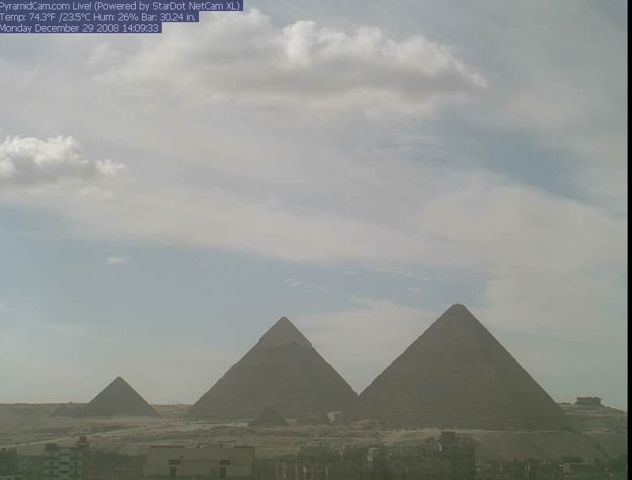 PyramidCam.com Live! (Powered by StarDot NetCam XL)
Temp: 74.3°F /23.5°C Hum: 26% Bar: 30.24 in.
Monday December 29 2008 14:09:33